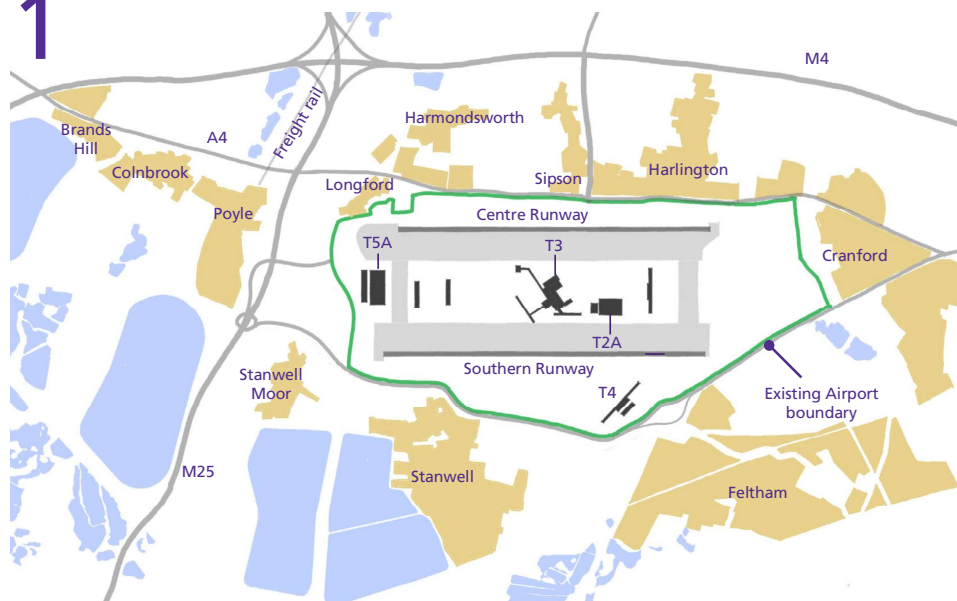 1
M4
Freight rail
Harmondsworth
Brands
Hill
A4
Colnbrook
Longford
Sipson
Harlington
Poyle
Centre Runway
T5A
T3
Cranford
T2A
Southern Runway
Stanwell
Moor
T4
Existing Airport
boundary
M25
Stanwell
Feltham